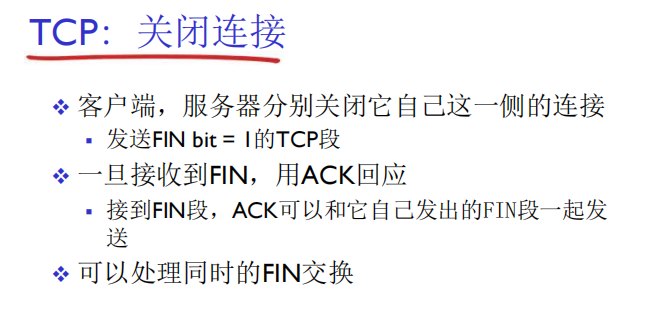 TCP：关闭连接
客户端，服务器分别关闭它自己这一侧的连接
发送FIN bit = 1的TCP段
一旦接收到FIN，用ACK回应
接到FIN段，ACK可以和它自己发出的FIN段一起发
送
可以处理同时的FIN交换